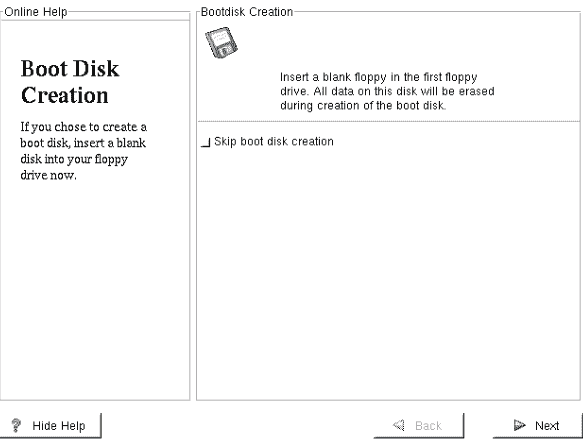 Online Help
Boot Disk
Creation
If you chose to create a
boot disk, insert a blank
disk into your floppy
drive now.
Bootdisk Creation
Insert a blank floppy in the first floppy
drive. All data on this disk will be erased
during creation of the boot disk.
Skip boot disk creation
Hide Help
Back
Next